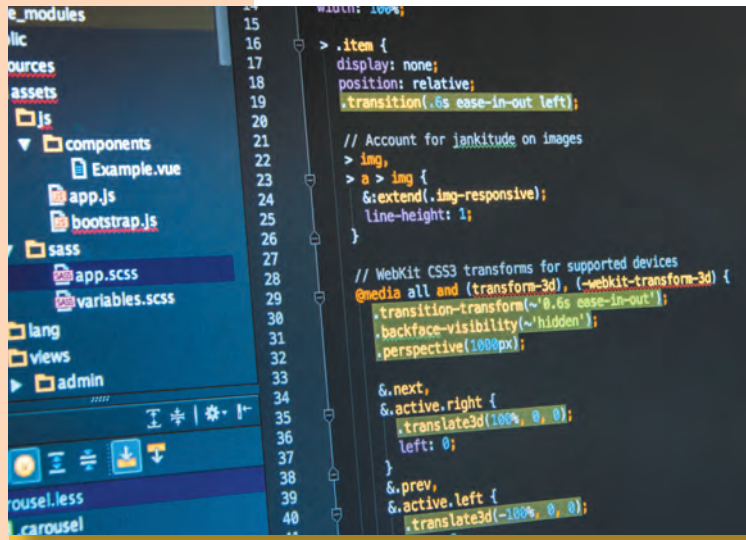 e_modules
lic
ources
assets
js
components
Example.vue
app.js
bootstrap.js
sass
app.scss
variables.scss
lang
views
admin
rousel.less
carousel
14 width: 100%;
15
16 > .item {
17 display: none;
18 position: relative;
19 .transition(.6s ease-in-out left);
20
21 // Account for jankitude on images
22 > img,
23 > a > img {
24 &:extend(.img-responsive);
25 line-height: 1;
26 }
27
28 // WebKit CSS3 transforms for supported devices
29 @media all and (transform-3d), (-webkit-transform-3d) {
30 .transition-transform(~'0.6s ease-in-out');
31 .backface-visibility(~'hidden');
32 .perspective(1000px);
33
34 &.next,
35 &.active.right {
36 .translate3d(100%, 0, 0);
37 left: 0;
38 }
39 &.prev,
40 &.active.left {
.translate3d(-100%, 0, 0);